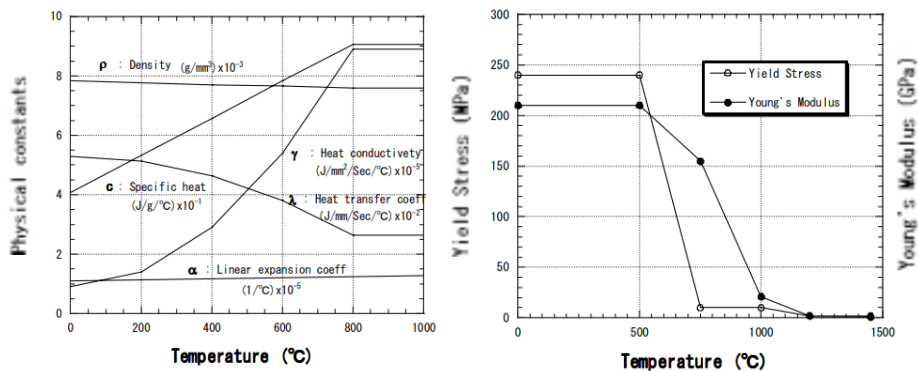 10
8
6
4
2
0
Physical constants
ρ : Density (g/mm³)x10⁻³
γ : Heat conductivety
(J/mm²/Sec/℃)x10⁻⁵
c : Specific heat
(J/g/℃)x10⁻¹
λ : Heat transfer coeff
(J/mm/Sec/℃)x10⁻²
α : Linear expansion coeff
(1/℃)x10⁻⁵
0 200 400 600 800 1000
Temperature (℃)
300
250
200
150
100
50
0
Yield Stress (MPa)
Yield Stress
Young's Modulus
Young's Modulus (GPa)
0 500 1000 1500
Temperature (℃)